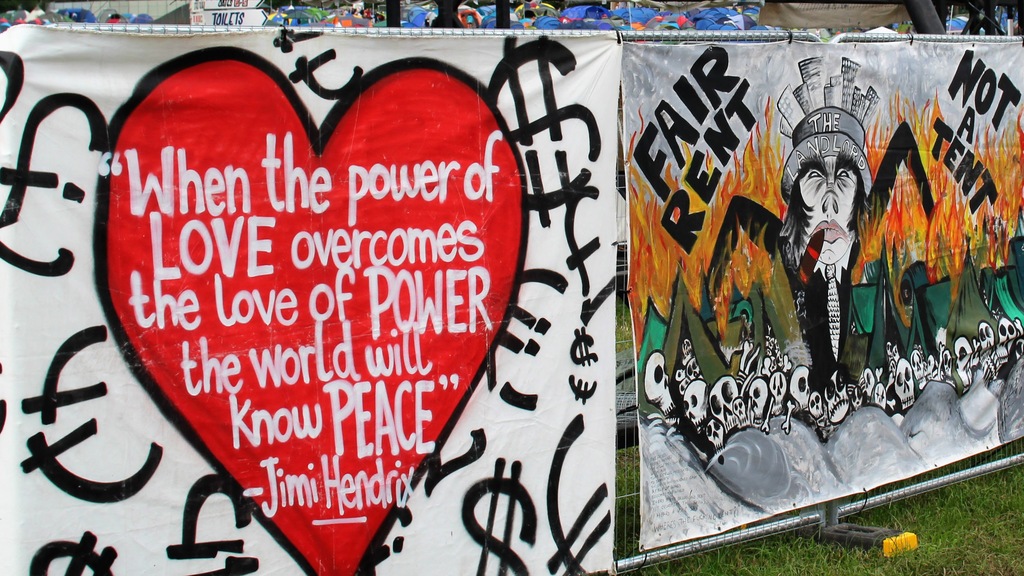 TOILETS
"When the power of
LOVE overcomes
the love of POWER
the world will
know PEACE"
-Jimi Hendrix
FAIR
RENT
THE
LANDLORD
NOT
A
TENT